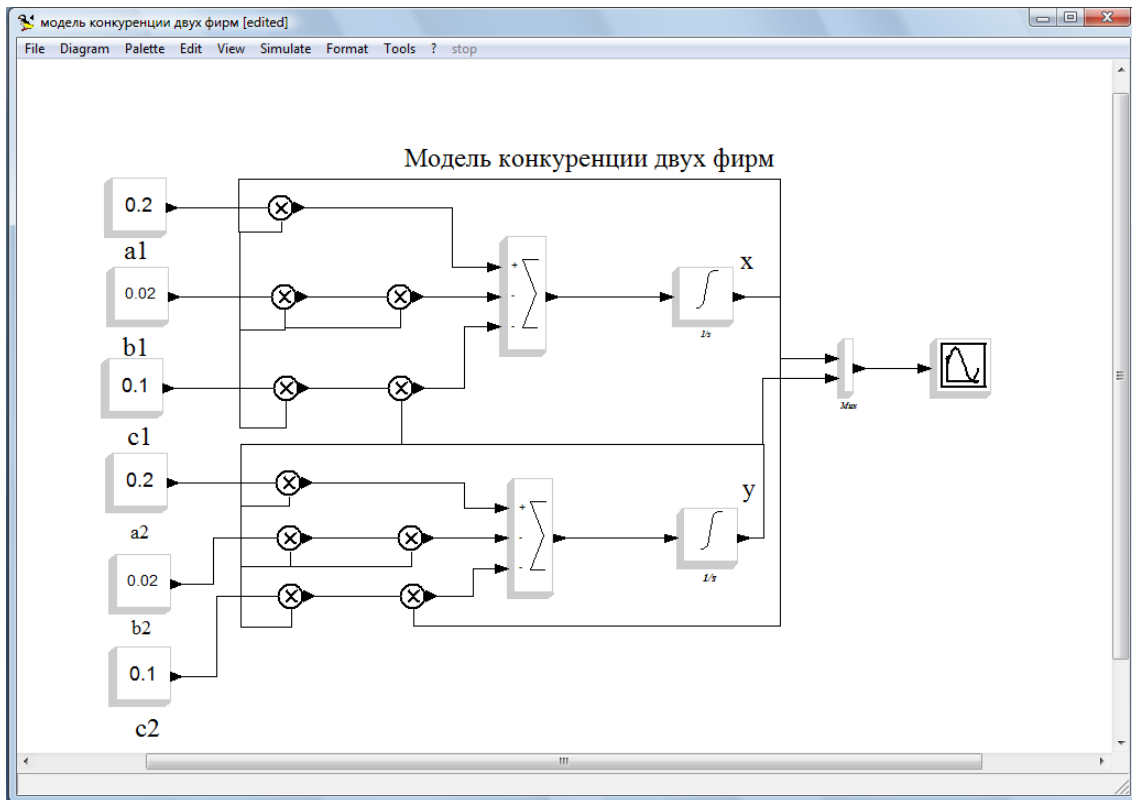 модель конкуренции двух фирм [edited]
File Diagram Palette Edit View Simulate Format Tools ? stop
Модель конкуренции двух фирм
0.2
a1
0.02
b1
0.1
c1
+
-
-
x
1/s
Mux
0.2
a2
0.02
b2
0.1
c2
+
-
-
y
1/s